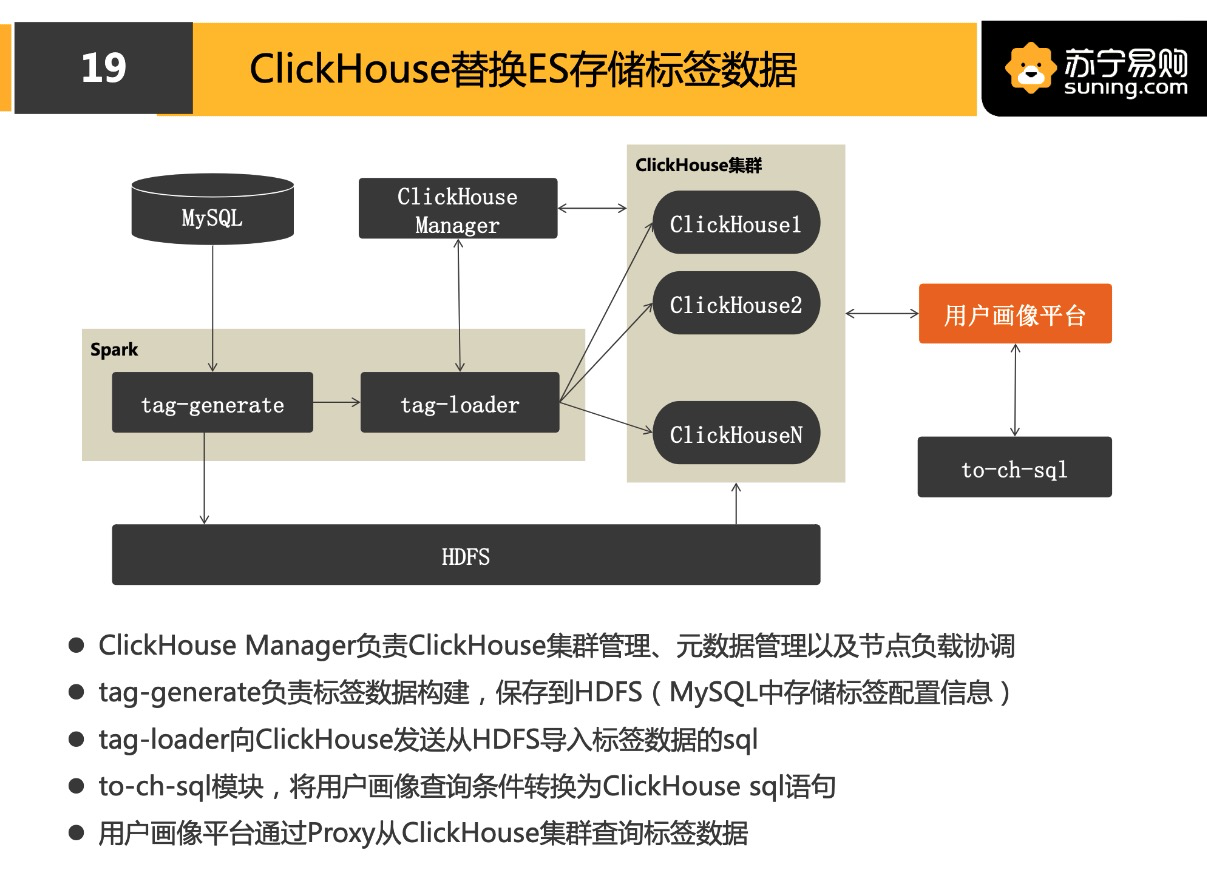 19
ClickHouse替换ES存储标签数据
苏宁易购
suning.com
ClickHouse集群
MySQL
ClickHouse
Manager
ClickHouse1
ClickHouse2
用户画像平台
Spark
tag-generate
tag-loader
ClickHouseN
to-ch-sql
HDFS
● ClickHouse Manager负责ClickHouse集群管理、元数据管理以及节点负载协调
● tag-generate负责标签数据构建，保存到HDFS（MySQL中存储标签配置信息）
● tag-loader向ClickHouse发送从HDFS导入标签数据的sql
● to-ch-sql模块，将用户画像查询条件转换为ClickHouse sql语句
● 用户画像平台通过Proxy从ClickHouse集群查询标签数据